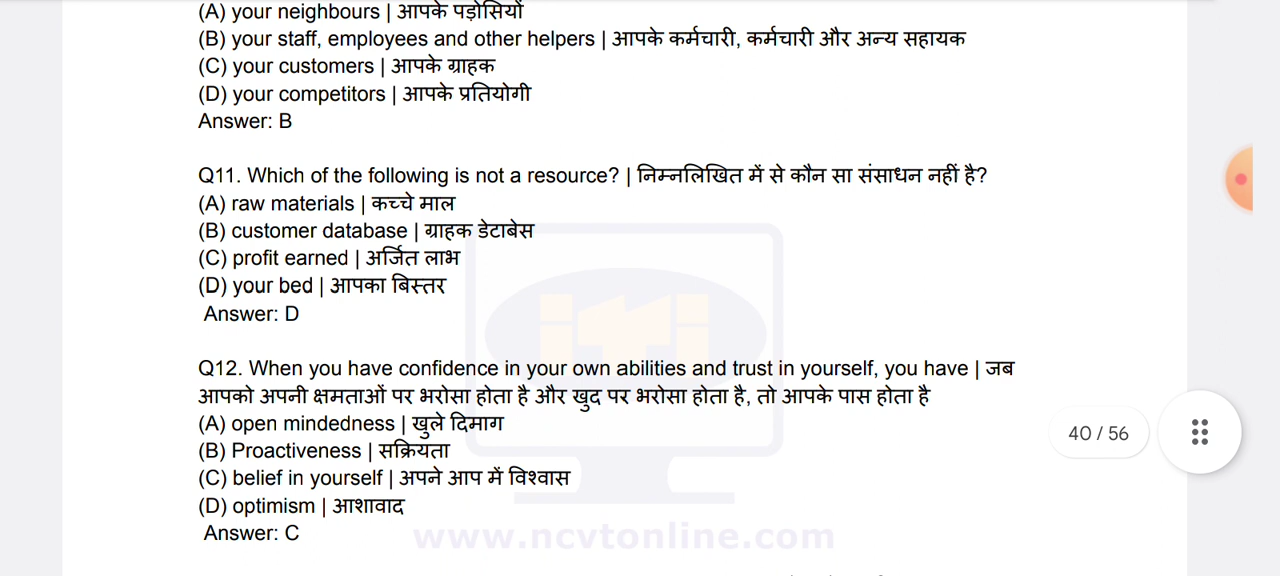 (A) your neighbours | आपके पड़ोसियों
(B) your staff, employees and other helpers | आपके कर्मचारी, कर्मचारी और अन्य सहायक
(C) your customers | आपके ग्राहक
(D) your competitors | आपके प्रतियोगी
Answer: B
Q11. Which of the following is not a resource? | निम्नलिखित में से कौन सा संसाधन नहीं है?
(A) raw materials | कच्चे माल
(B) customer database | ग्राहक डेटाबेस
(C) profit earned | अर्जित लाभ
(D) your bed | आपका बिस्तर
Answer: D
Q12. When you have confidence in your own abilities and trust in yourself, you have | जब
आपको अपनी क्षमताओं पर भरोसा होता है और खुद पर भरोसा होता है, तो आपके पास होता है
(A) open mindedness | खुले दिमाग
(B) Proactiveness | सक्रियता
(C) belief in yourself | अपने आप में विश्वास
(D) optimism | आशावाद
Answer: C
40 / 56
iTi
www.ncvtonline.com